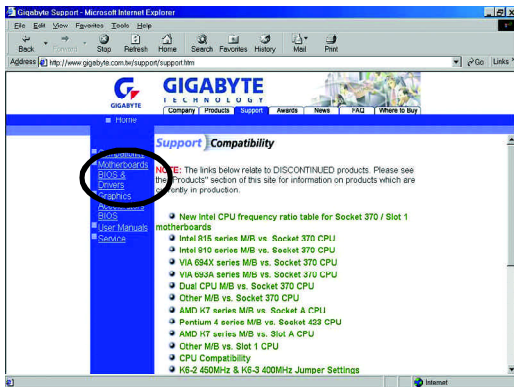 Gigabyte Support - Microsoft Internet Explorer
File Edit View Favorites Tools Help
Back Forward Stop Refresh Home Search Favorites History Mail Print
Address http://www.gigabyte.com.tw/support/support.htm Go Links
GIGABYTE
GIGABYTE
TECHNOLOGY
Company Products Support Awards News FAQ Where to Buy
Home
Support Compatibility
Compatibility
Motherboards
BIOS &
Drivers
Graphics
Accelerators
BIOS
User Manuals
Service
NOTE: The links below relate to DISCONTINUED products. Please see
the "Products" section of this site for information on products which are
currently in production.
New Intel CPU frequency ratio table for Socket 370 / Slot 1
motherboards
Intel 815 series M/B vs. Socket 370 CPU
Intel 810 series M/B vs. Socket 370 CPU
VIA 694X series M/B vs. Socket 370 CPU
VIA 693A series M/B vs. Socket 370 CPU
Dual CPU M/B vs. Socket 370 CPU
Other M/B vs. Socket 370 CPU
AMD K7 series M/B vs. Socket A CPU
Pentium 4 series M/B vs. Socket 423 CPU
AMD K7 series M/B vs. Slot A CPU
Other M/B vs. Slot 1 CPU
CPU Compatibility
K6-2 450MHz & K6-3 400MHz Jumper Settings
Internet